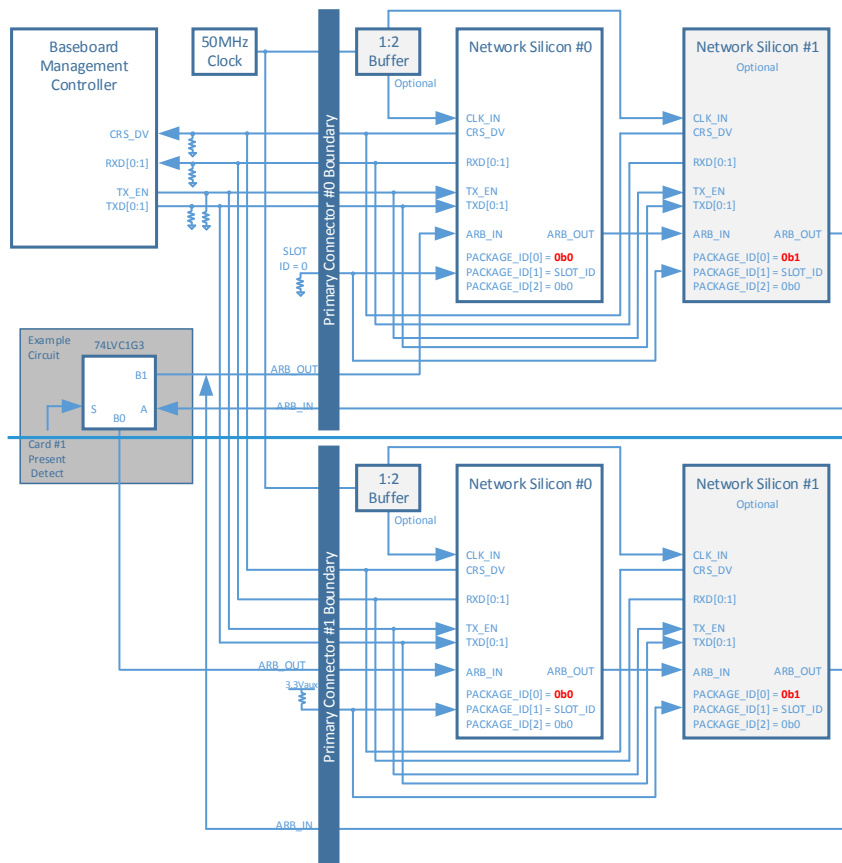 Baseboard
Management
Controller
50MHz
Clock
1:2
Buffer
Optional
Network Silicon #0
Network Silicon #1
Optional
CRS_DV
RXD[0:1]
TX_EN
TXD[0:1]
CLK_IN
CRS_DV
RXD[0:1]
TX_EN
TXD[0:1]
ARB_IN
ARB_OUT
PACKAGE_ID[0] = 0b0
PACKAGE_ID[1] = SLOT_ID
PACKAGE_ID[2] = 0b0
CLK_IN
CRS_DV
RXD[0:1]
TX_EN
TXD[0:1]
ARB_IN
ARB_OUT
PACKAGE_ID[0] = 0b1
PACKAGE_ID[1] = SLOT_ID
PACKAGE_ID[2] = 0b0
SLOT
ID = 0
Primary Connector #0 Boundary
Example
Circuit
74LVC1G3
B1
S
A
B0
Card #1
Present
Detect
ARB_OUT
ARB_IN
1:2
Buffer
Optional
Network Silicon #0
Network Silicon #1
Optional
Primary Connector #1 Boundary
CLK_IN
CRS_DV
RXD[0:1]
TX_EN
TXD[0:1]
ARB_IN
ARB_OUT
PACKAGE_ID[0] = 0b0
PACKAGE_ID[1] = SLOT_ID
PACKAGE_ID[2] = 0b0
CLK_IN
CRS_DV
RXD[0:1]
TX_EN
TXD[0:1]
ARB_IN
ARB_OUT
PACKAGE_ID[0] = 0b1
PACKAGE_ID[1] = SLOT_ID
PACKAGE_ID[2] = 0b0
ARB_OUT
3.3Vaux
ARB_IN